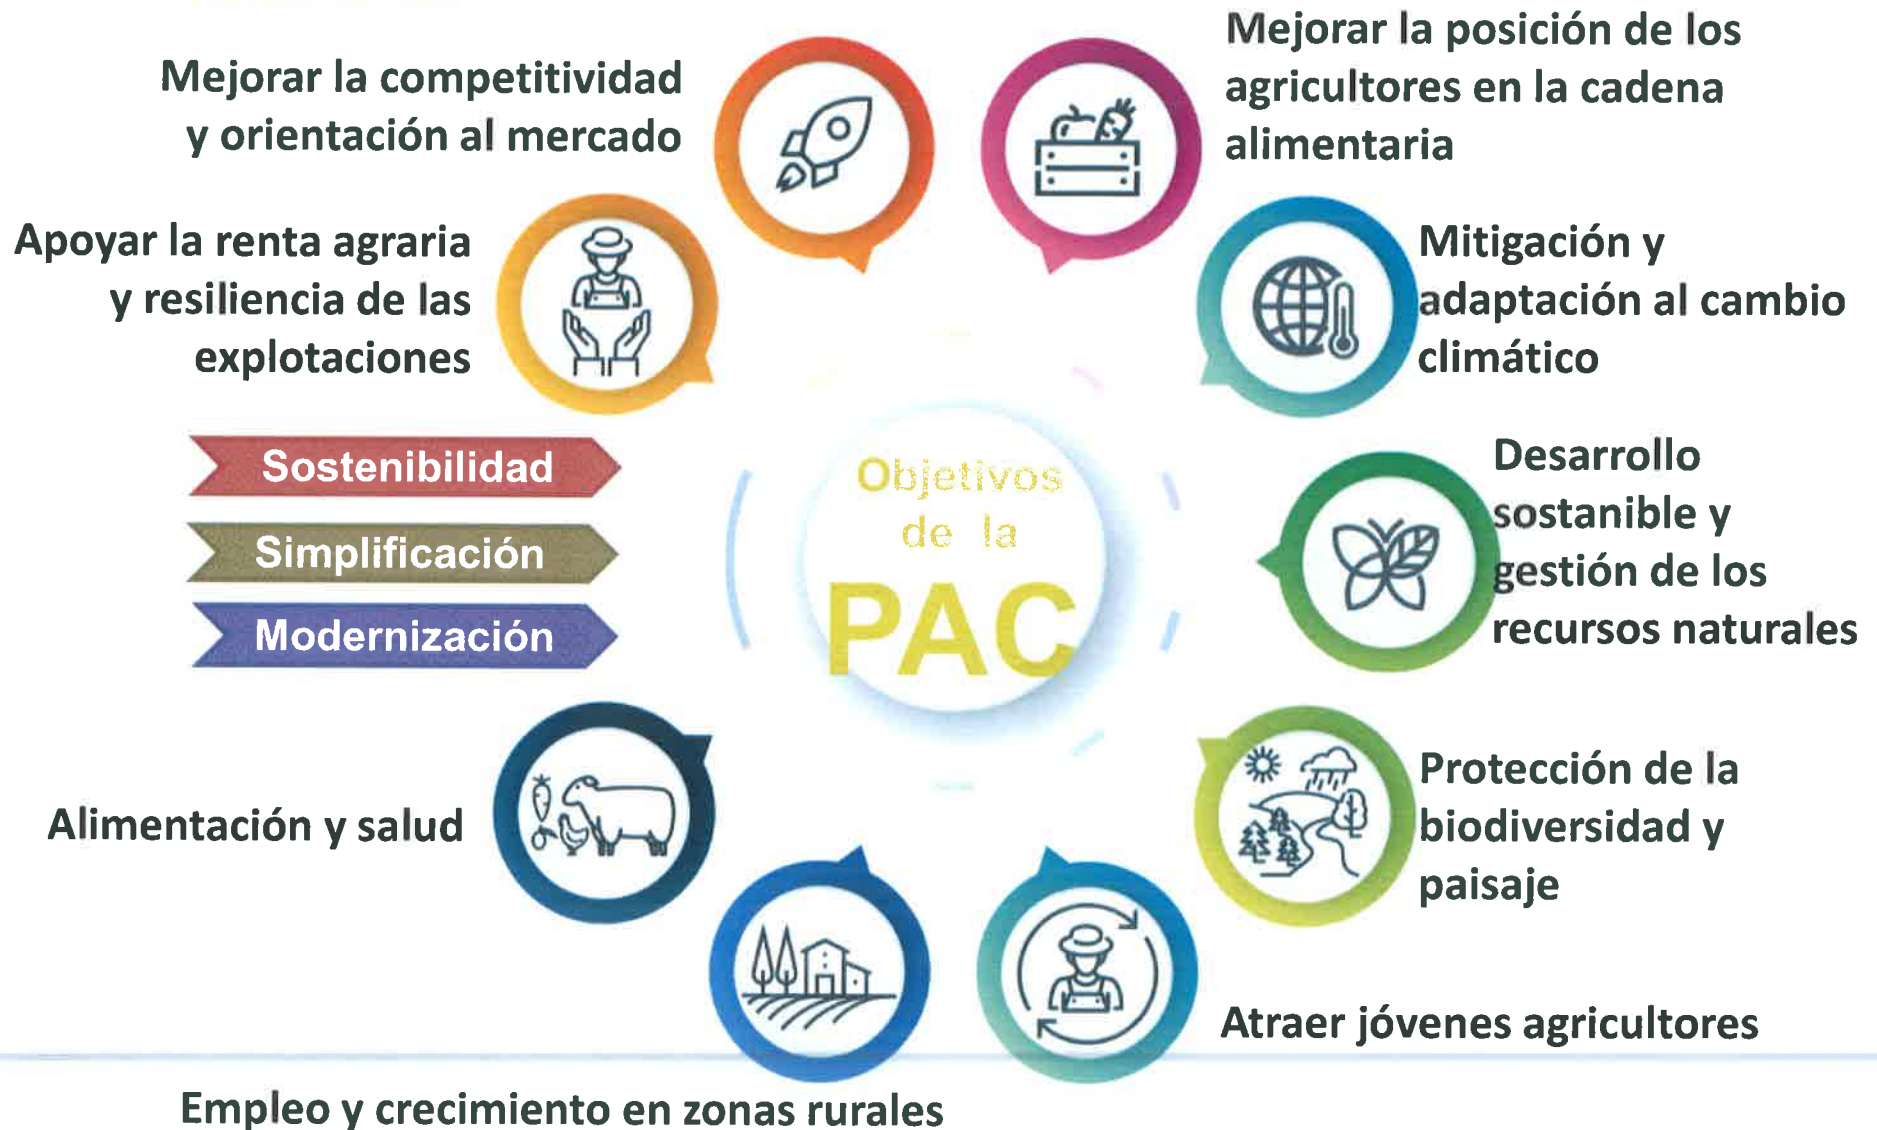 Mejorar la competitividad
y orientación al mercado
Mejorar la posición de los
agricultores en la cadena
alimentaria
Apoyar la renta agraria
y resiliencia de las
explotaciones
Mitigación y
adaptación al cambio
climático
Sostenibilidad
Simplificación
Modernización
Objetivos
de la
PAC
Desarrollo
sostanible y
gestión de los
recursos naturales
Alimentación y salud
Protección de la
biodiversidad y
paisaje
Atraer jóvenes agricultores
Empleo y crecimiento en zonas rurales